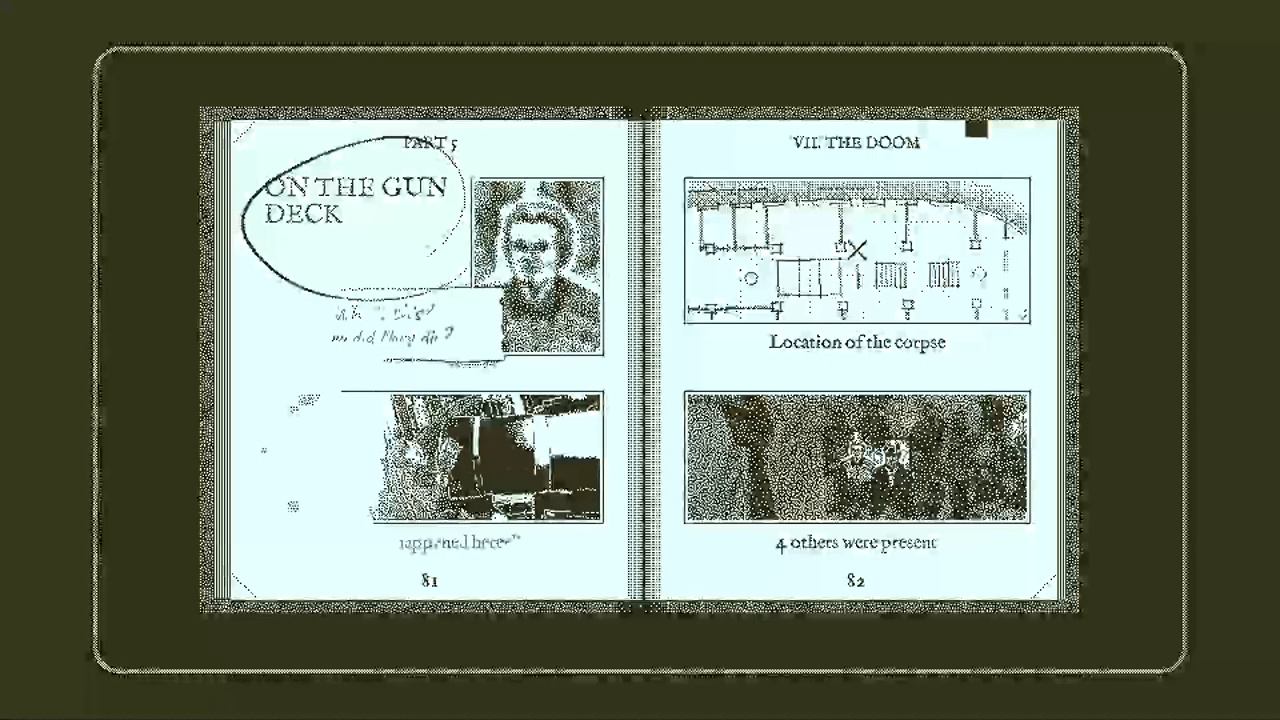 PART 5
ON THE GUN
DECK
did
81
VII. THE DOOM
Location of the corpse
4 others were present
82